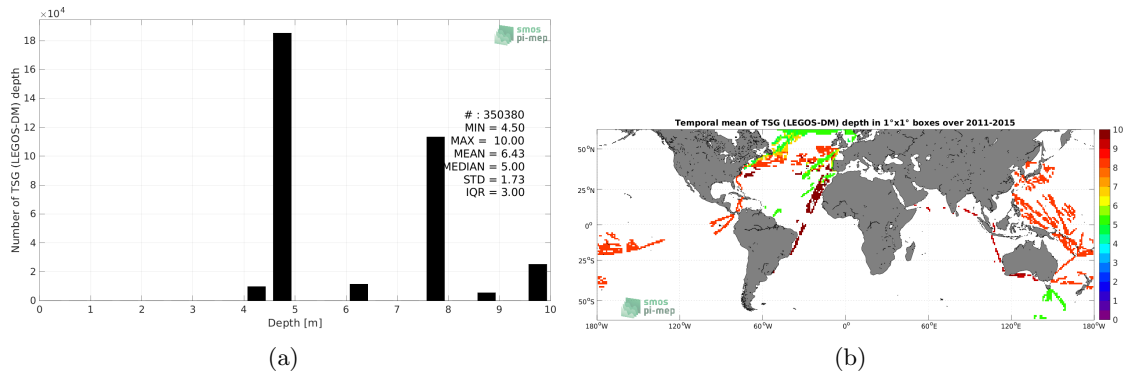 ×10⁴
smos
pi-mep
18
16
14
12
10
8
6
4
2
0
Number of TSG (LEGOS-DM) depth
# : 350380
MIN = 4.50
MAX = 10.00
MEAN = 6.43
MEDIAN = 5.00
STD = 1.73
IQR = 3.00
0 1 2 3 4 5 6 7 8 9 10
Depth [m]
(a)
Temporal mean of TSG (LEGOS-DM) depth in 1°x1° boxes over 2011-2015
50°N
25°N
0°
25°S
50°S
smos
pi-mep
180°W 120°W 60°W 0° 60°E 120°E 180°E
10
9
8
7
6
5
4
3
2
1
0
(b)